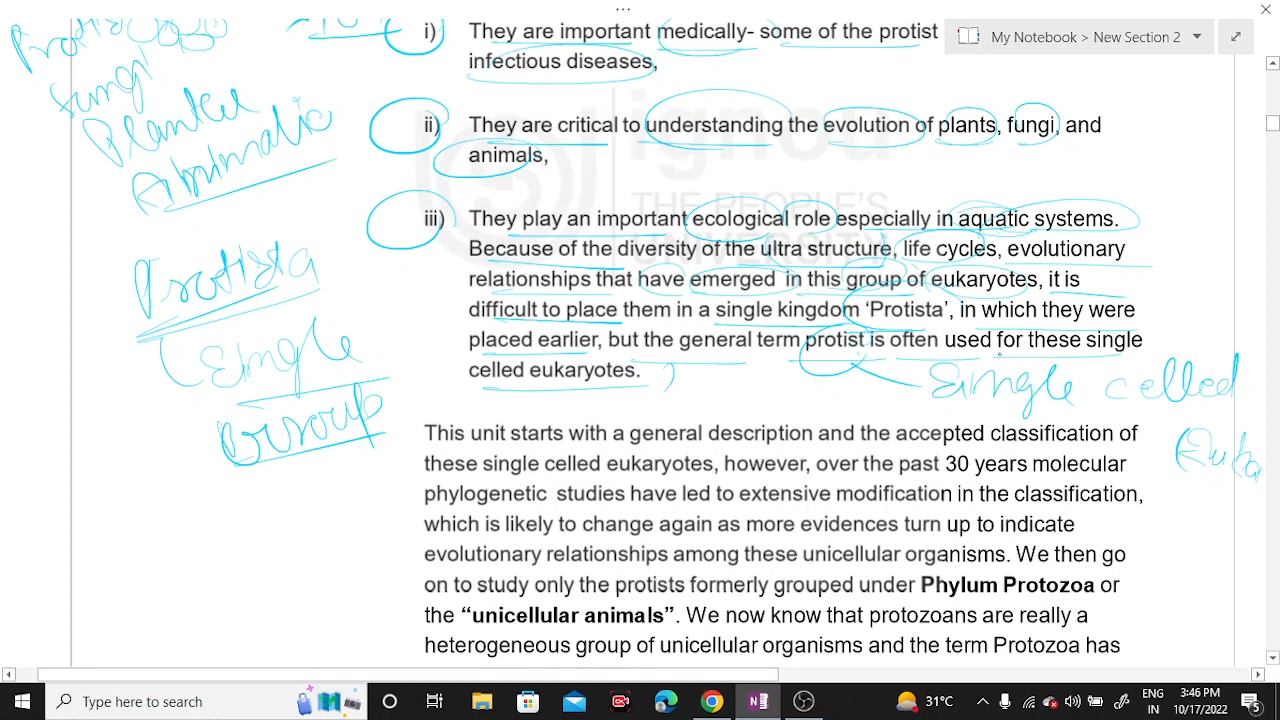 ...
i) They are important medically- some of the protist
infectious diseases,
My Notebook > New Section 2
ii) They are critical to understanding the evolution of plants, fungi, and
animals,
iii) They play an important ecological role especially in aquatic systems.
Because of the diversity of the ultra structure, life cycles, evolutionary
relationships that have emerged in this group of eukaryotes, it is
difficult to place them in a single kingdom ‘Protista’, in which they were
placed earlier, but the general term protist is often used for these single
celled eukaryotes.
This unit starts with a general description and the accepted classification of
these single celled eukaryotes, however, over the past 30 years molecular
phylogenetic studies have led to extensive modification in the classification,
which is likely to change again as more evidences turn up to indicate
evolutionary relationships among these unicellular organisms. We then go
on to study only the protists formerly grouped under Phylum Protozoa or
the “unicellular animals”. We now know that protozoans are really a
heterogeneous group of unicellular organisms and the term Protozoa has
fungi
Protista
Single
Group
Single celled
ignou
THE PEOPLE'S
UNIVERSITY
Type here to search
31°C
ENG
IN
3:46 PM
10/17/2022
5